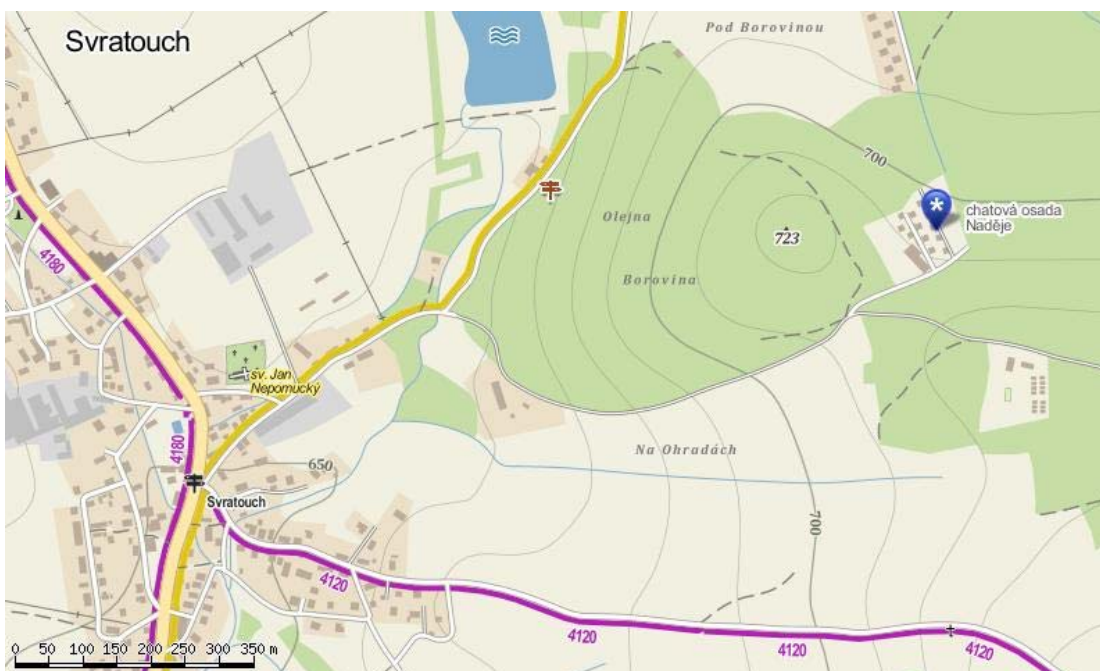 Svratouch
Pod Borovinou
700
chatová osada
Naděje
Olejna
723
4180
Borovina
sv. Jan
Nepomucký
4180
Na Ohradách
650
Svratouch
700
4120
4120
4120
4120
0 50 100 150 200 250 300 350 m